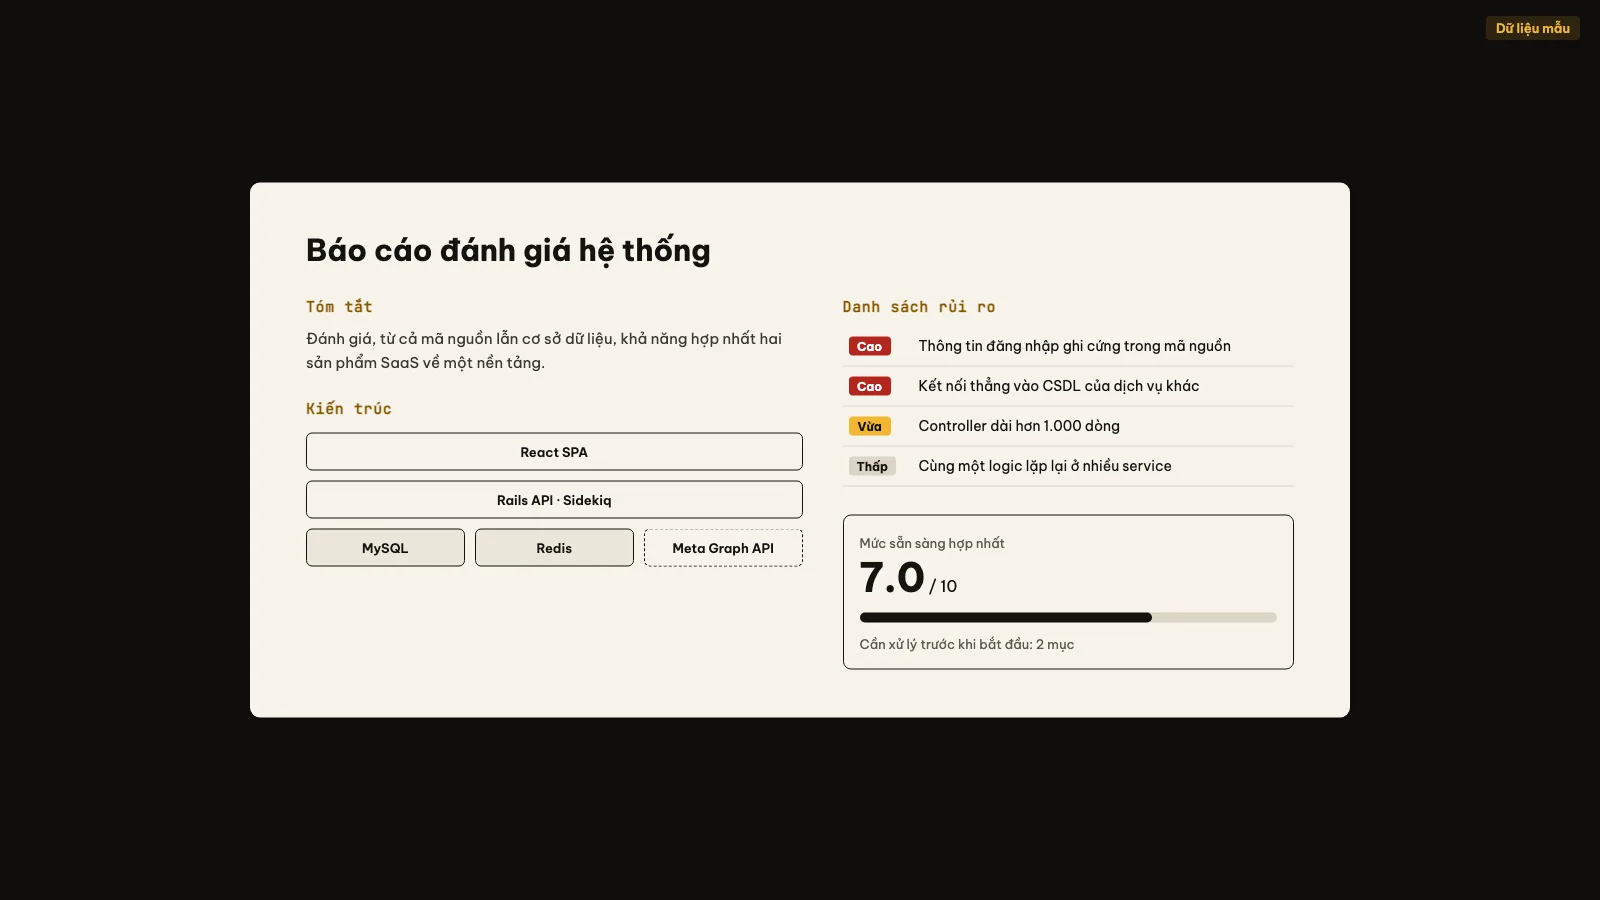 Dữ liệu mẫu
Báo cáo đánh giá hệ thống
Tóm tắt
Đánh giá, từ cả mã nguồn lẫn cơ sở dữ liệu, khả năng hợp nhất hai
sản phẩm SaaS về một nền tảng.
Kiến trúc
React SPA
Rails API · Sidekiq
MySQL
Redis
Meta Graph API
Danh sách rủi ro
Cao Thông tin đăng nhập ghi cứng trong mã nguồn
Cao Kết nối thẳng vào CSDL của dịch vụ khác
Vừa Controller dài hơn 1.000 dòng
Thấp Cùng một logic lặp lại ở nhiều service
Mức sẵn sàng hợp nhất
7.0 / 10
Cần xử lý trước khi bắt đầu: 2 mục